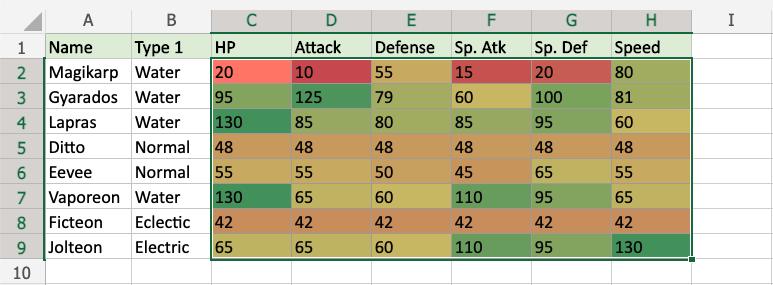 A B C D E F G H I
1 Name Type 1 HP Attack Defense Sp. Atk Sp. Def Speed
2 Magikarp Water 20 10 55 15 20 80
3 Gyarados Water 95 125 79 60 100 81
4 Lapras Water 130 85 80 85 95 60
5 Ditto Normal 48 48 48 48 48 48
6 Eevee Normal 55 55 50 45 65 55
7 Vaporeon Water 130 65 60 110 95 65
8 Ficteon Eclectic 42 42 42 42 42 42
9 Jolteon Electric 65 65 60 110 95 130
10